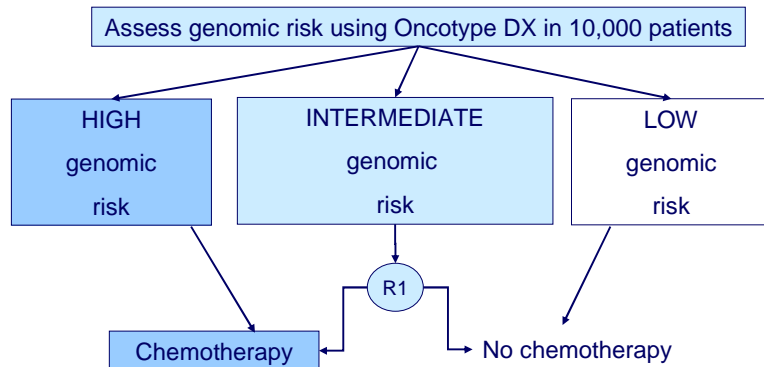 Assess genomic risk using Oncotype DX in 10,000 patients
HIGH
genomic
risk
INTERMEDIATE
genomic
risk
LOW
genomic
risk
R1
Chemotherapy
No chemotherapy